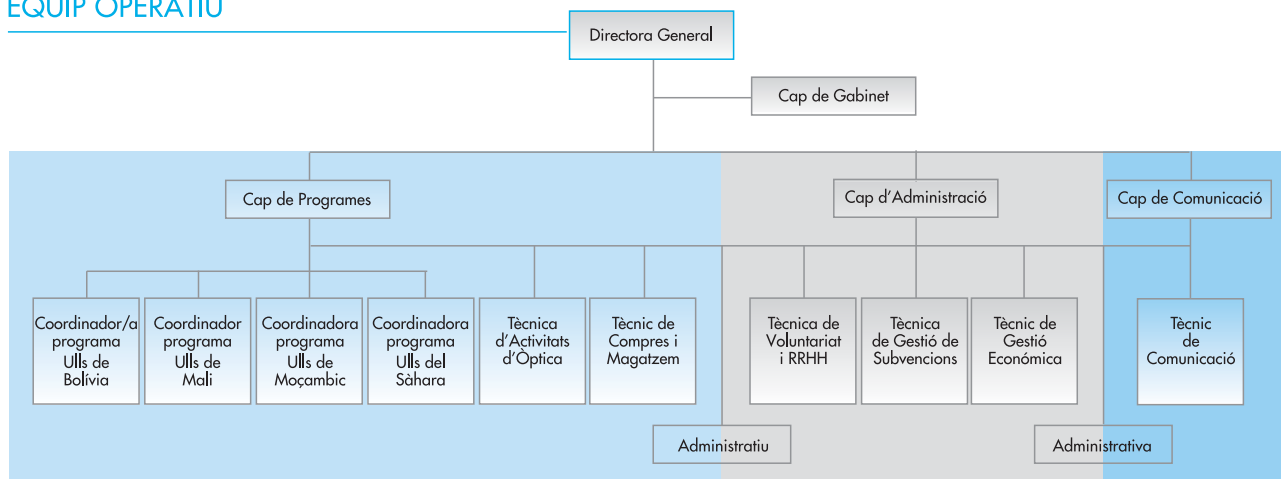 EQUIP OPERATIU
Directora General
Cap de Gabinet
Cap de Programes
Cap d'Administració
Cap de Comunicació
Coordinador/a
programa
Ulls de
Bolívia
Coordinador
programa
Ulls de
Mali
Coordinadora
programa
Ulls de
Moçambic
Coordinadora
programa
Ulls del
Sàhara
Tècnica
d'Activitats
d'Òptica
Tècnic de
Compres i
Magatzem
Tècnica de
Voluntariat
i RRHH
Tècnica
de Gestió de
Subvencions
Tècnic de
Gestió
Económica
Tècnic
de
Comunicació
Administratiu
Administrativa